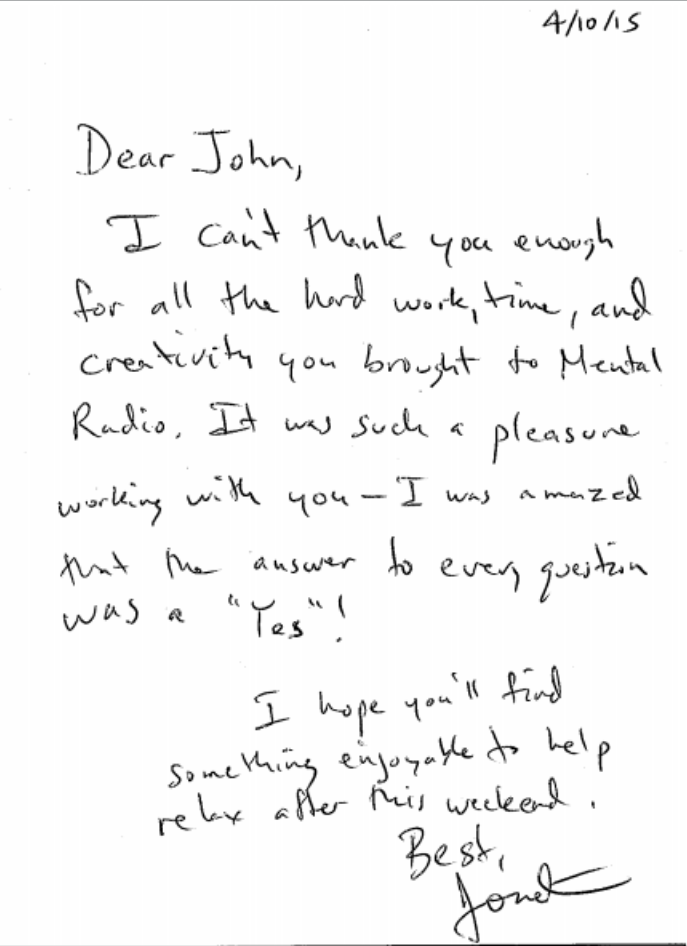 4/10/15
Dear John,
I can't thank you enough
for all the hard work, time, and
creativity you brought to Mental
Radio. It was such a pleasure
working with you – I was amazed
that the answer to every question
was a "Yes"!
I hope you'll find
something enjoyable to help
relax after this weekend.
Best,